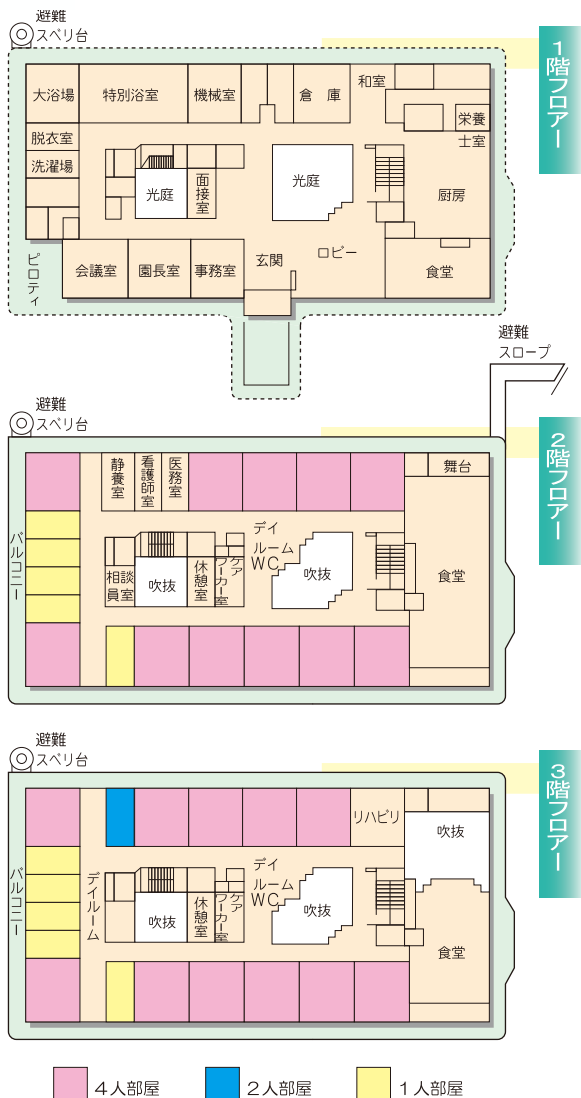 避難
スベリ台
1階フロアー
大浴場
特別浴室
機械室
倉 庫
和室
栄養
士室
脱衣室
洗濯場
光庭
面接室
光庭
厨房
ピロティ
会議室
園長室
事務室
玄関
ロビー
食堂
避難
スロープ
避難
スベリ台
2階フロアー
静養室
看護師室
医務室
舞台
バルコニー
デイ
ルーム
WC
相談
員室
吹抜
休憩室
ケア
ワーカー室
吹抜
食堂
避難
スベリ台
3階フロアー
リハビリ
吹抜
バルコニー
デイルーム
デイ
ルーム
WC
吹抜
休憩室
ケア
ワーカー室
吹抜
食堂
4人部屋
2人部屋
1人部屋